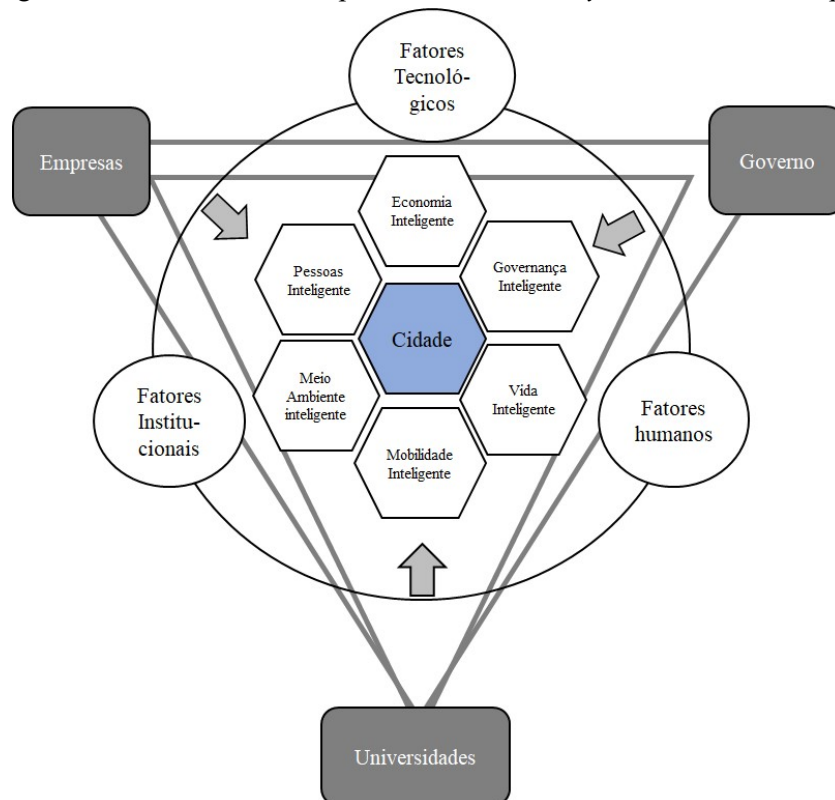 Fatores
Tecnoló-
gicos
Empresas
Governo
Economia
Inteligente
Pessoas
Inteligente
Governança
Inteligente
Cidade
Meio
Ambiente
inteligente
Vida
Inteligente
Fatores
Institu-
cionais
Fatores
humanos
Mobilidade
Inteligente
Universidades